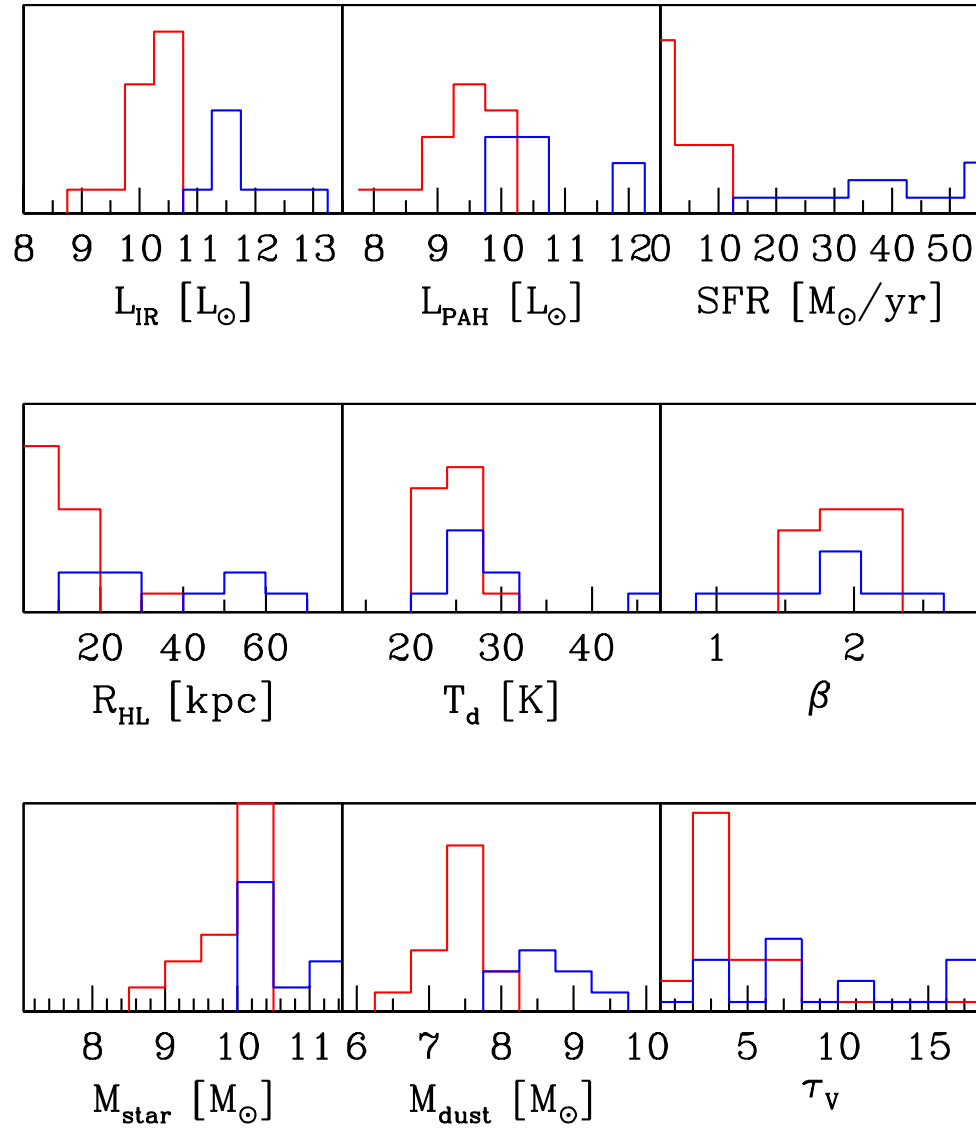 8 9 10 11 12 13 8 9 10 11 12 0 10 20 30 40 50
L_IR [L_⊙] L_PAH [L_⊙] SFR [M_⊙/yr]
20 40 60 20 30 40 1 2
R_HL [kpc] T_d [K] β
8 9 10 11 6 7 8 9 10 5 10 15
M_star [M_⊙] M_dust [M_⊙] τ_V